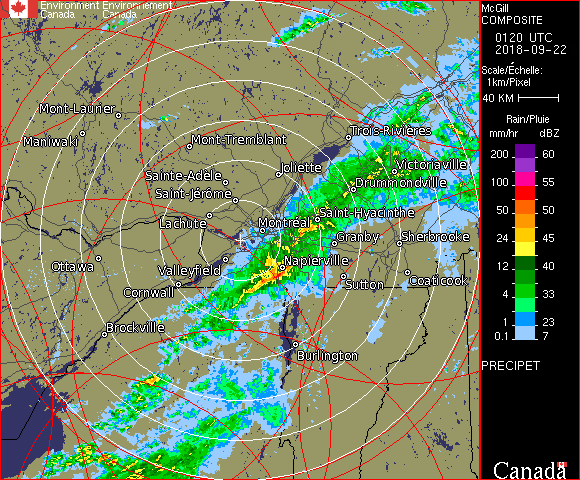 Environment Environnement
Canada Canada
McGill
COMPOSITE
0120 UTC
2018-09-22
Scale/Échelle:
1km/Pixel
40 KM
Rain/Pluie
mm/hr dBZ
200 60
100 55
50 50
24 45
12 40
4 33
1 23
0.1 7
PRECIPET
Canada
Mont-Laurier
Maniwaki
Mont-Tremblant
Trois-Rivières
Sainte-Adèle
Joliette
Victoriaville
Saint-Jérôme
Drummondville
Lachute
Montréal
Saint-Hyacinthe
Granby
Sherbrooke
Ottawa
Valleyfield
Napierville
Cornwall
Sutton
Coaticook
Brockville
Burlington